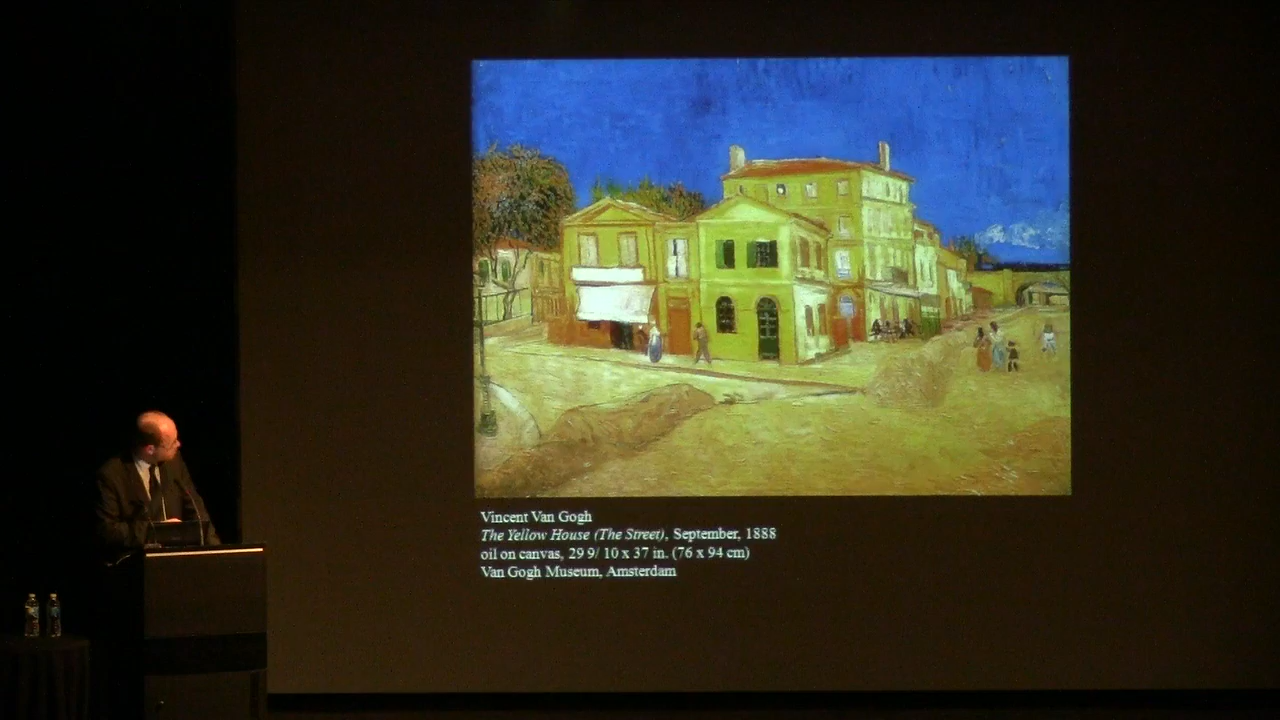 Vincent Van Gogh
The Yellow House (The Street), September, 1888
oil on canvas, 29 9/ 10 x 37 in. (76 x 94 cm)
Van Gogh Museum, Amsterdam